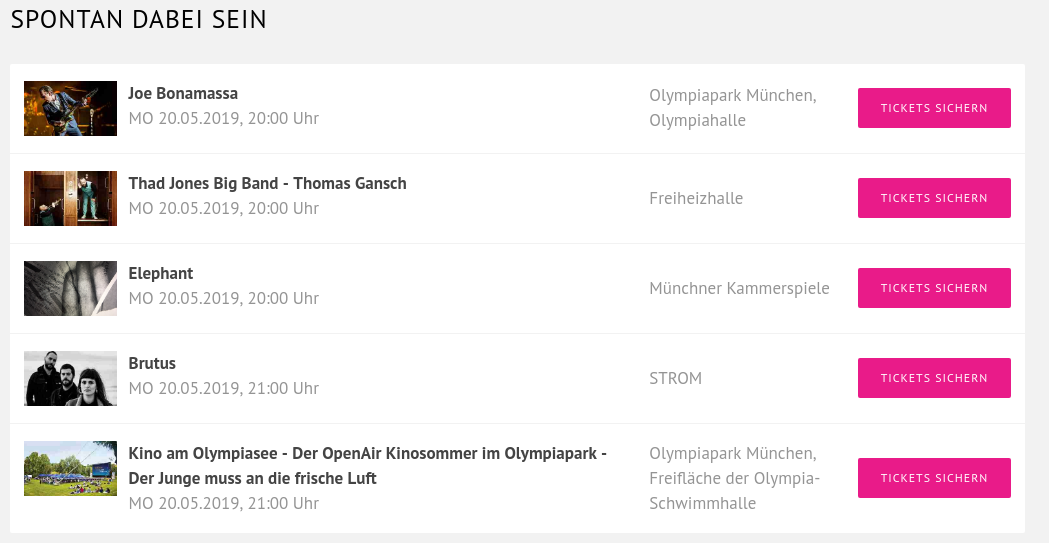 SPONTAN DABEI SEIN
Joe Bonamassa
MO 20.05.2019, 20:00 Uhr
Olympiapark München,
Olympiahalle
TICKETS SICHERN
Thad Jones Big Band - Thomas Gansch
MO 20.05.2019, 20:00 Uhr
Freiheizhalle
TICKETS SICHERN
Elephant
MO 20.05.2019, 20:00 Uhr
Münchner Kammerspiele
TICKETS SICHERN
Brutus
MO 20.05.2019, 21:00 Uhr
STROM
TICKETS SICHERN
Kino am Olympiasee - Der OpenAir Kinosommer im Olympiapark -
Der Junge muss an die frische Luft
MO 20.05.2019, 21:00 Uhr
Olympiapark München,
Freifläche der Olympia-
Schwimmhalle
TICKETS SICHERN